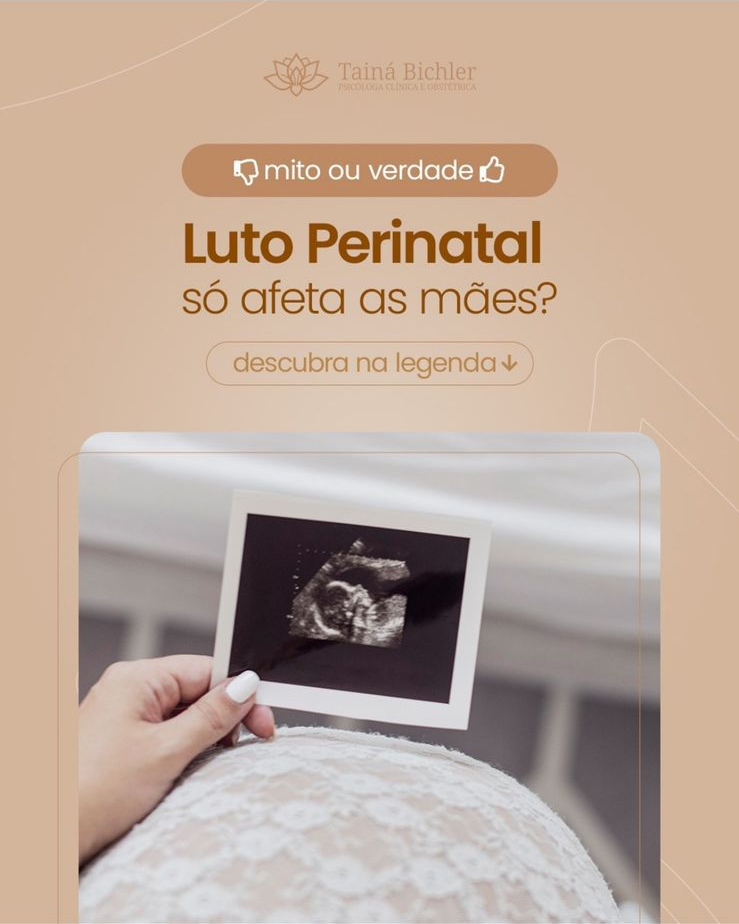 Tainá Bichler
PSICÓLOGA CLÍNICA E OBSTÉTRICA
mito ou verdade
Luto Perinatal
só afeta as mães?
descubra na legenda